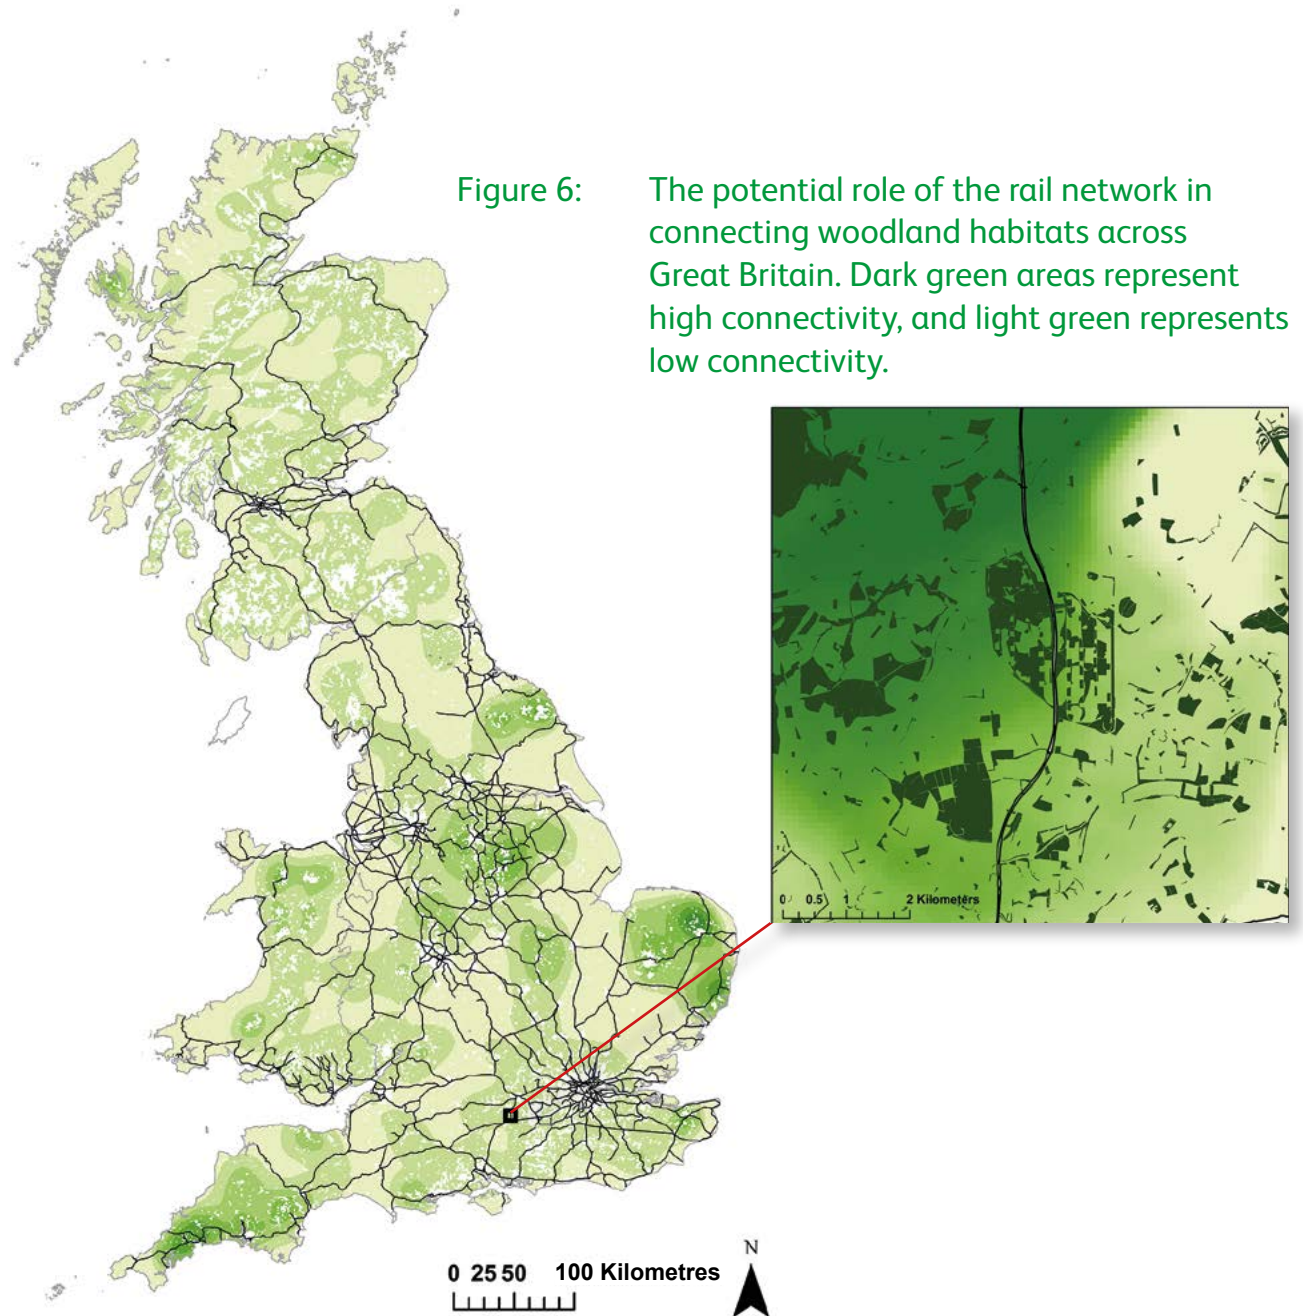 Figure 6: The potential role of the rail network in
connecting woodland habitats across
Great Britain. Dark green areas represent
high connectivity, and light green represents
low connectivity.
0 0.5 1 2 Kilometers
N
0 25 50 100 Kilometres